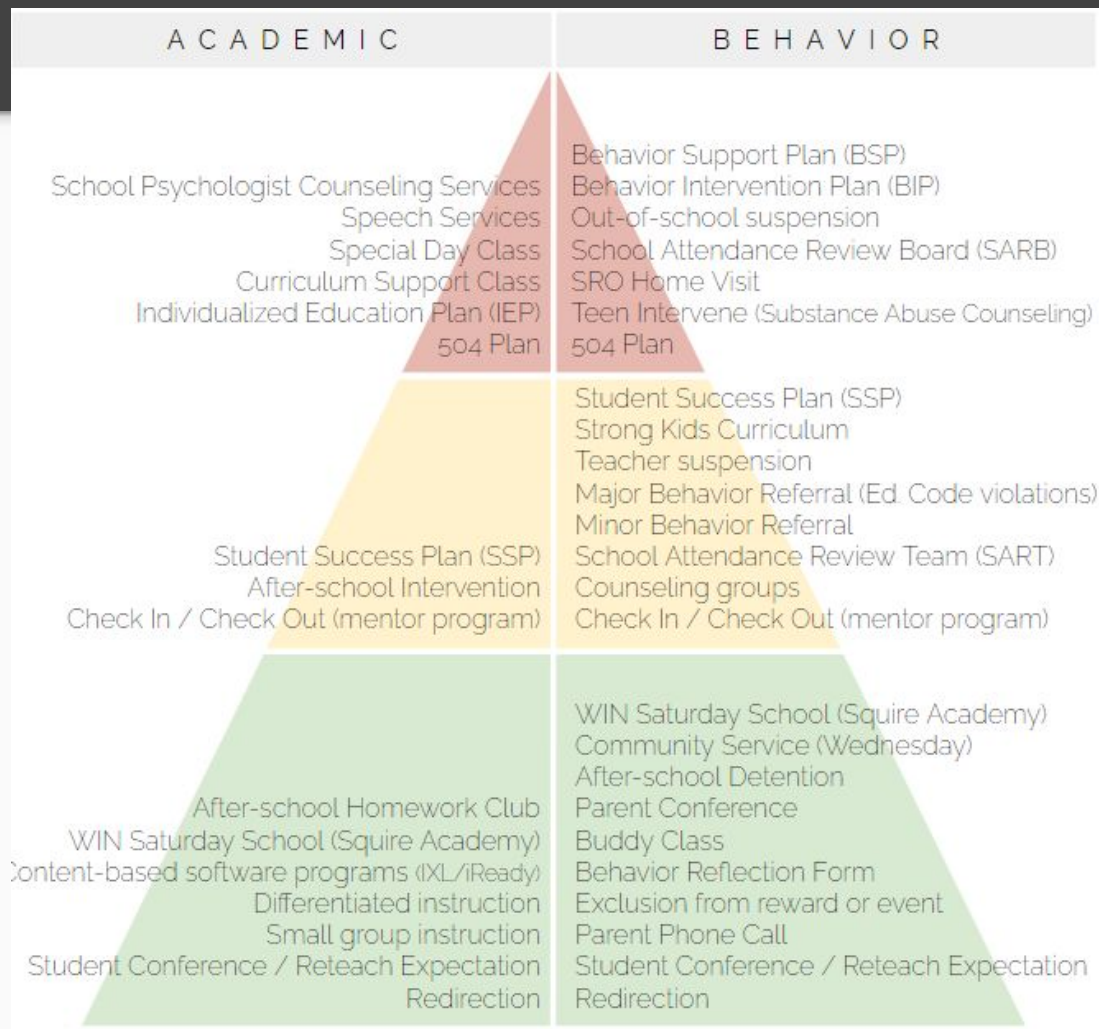 ACADEMIC
School Psychologist Counseling Services
Speech Services
Special Day Class
Curriculum Support Class
Individualized Education Plan (IEP)
504 Plan
Student Success Plan (SSP)
After-school Intervention
Check In / Check Out (mentor program)
After-school Homework Club
WIN Saturday School (Squire Academy)
Content-based software programs (IXL/iReady)
Differentiated instruction
Small group instruction
Student Conference / Reteach Expectation
Redirection
BEHAVIOR
Behavior Support Plan (BSP)
Behavior Intervention Plan (BIP)
Out-of-school suspension
School Attendance Review Board (SARB)
SRO Home Visit
Teen Intervene (Substance Abuse Counseling)
504 Plan
Student Success Plan (SSP)
Strong Kids Curriculum
Teacher suspension
Major Behavior Referral (Ed. Code violations)
Minor Behavior Referral
School Attendance Review Team (SART)
Counseling groups
Check In / Check Out (mentor program)
WIN Saturday School (Squire Academy)
Community Service (Wednesday)
After-school Detention
Parent Conference
Buddy Class
Behavior Reflection Form
Exclusion from reward or event
Parent Phone Call
Student Conference / Reteach Expectation
Redirection